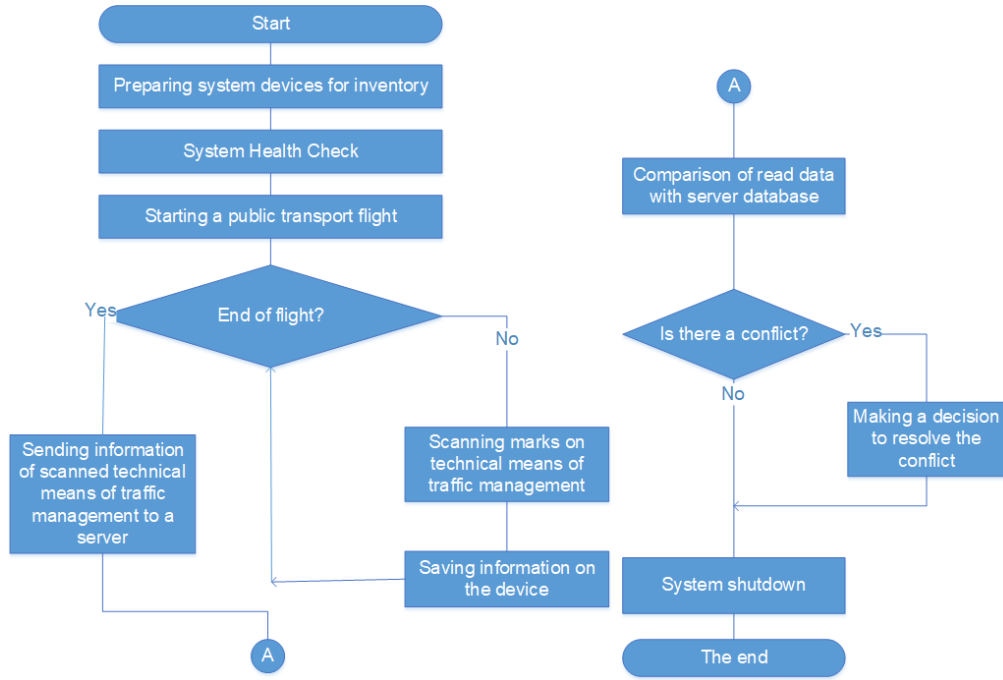 Start
Preparing system devices for inventory
System Health Check
Starting a public transport flight
End of flight?
Yes
No
Sending information
of scanned technical
means of traffic
management to a
server
Scanning marks on
technical means of
traffic management
Saving information on
the device
A
A
Comparison of read data
with server database
Is there a conflict?
Yes
No
Making a decision
to resolve the
conflict
System shutdown
The end